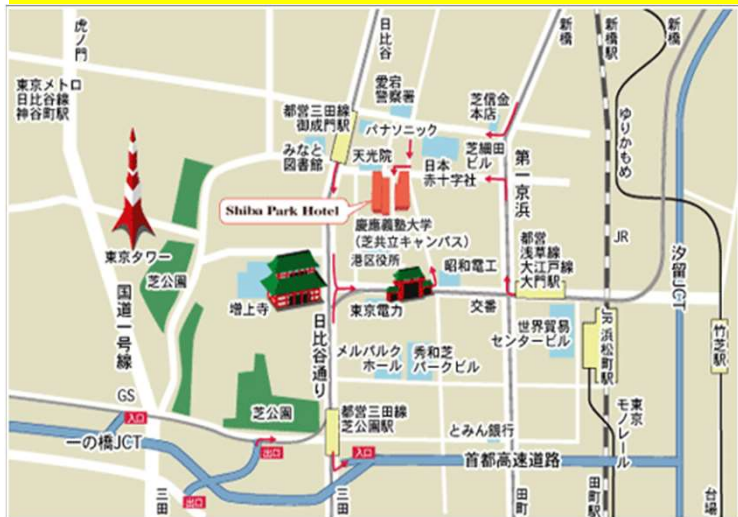 虎ノ門
日比谷
新橋
新橋駅
新橋
東京メトロ
日比谷線
神谷町駅
愛宕
警察署
都営三田線
御成門駅
芝信金
本店
パナソニック
ゆりかもめ
みなと
図書館
天光院
日本
赤十字社
芝細田
ビル
第一京浜
Shiba Park Hotel
慶應義塾大学
(芝共立キャンパス)
港区役所
昭和電工
都営
浅草線
大江戸線
大門駅
JR
汐留JCT
東京タワー
芝公園
国道一号線
増上寺
日比谷通り
東京電力
交番
世界貿易
センタービル
JR浜松町駅
竹芝駅
メルパルク
ホール
秀和芝
パークビル
GS
入口
芝公園
都営三田線
芝公園駅
とみん銀行
東京
モノレール
一の橋JCT
出口
入口
首都高速道路
出口
三田
三田
田町
田町駅
台場